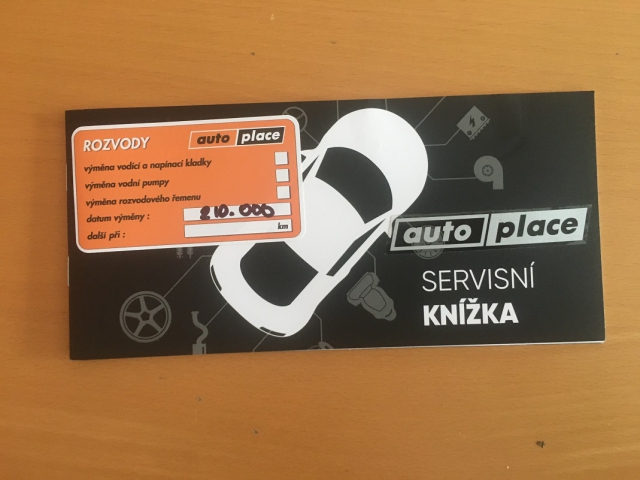 ROZVODY auto place
výměna vodící a napínací kladky
výměna vodní pumpy
výměna rozvodového řemenu
datum výměny : 210.000
další při : km
auto place
SERVISNÍ
KNÍŽKA